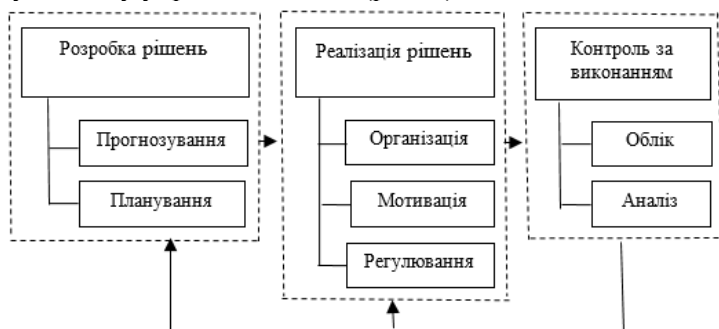 Розробка рішень
Прогнозування
Планування
Реалізація рішень
Організація
Мотивація
Регулювання
Контроль за
виконанням
Облік
Аналіз